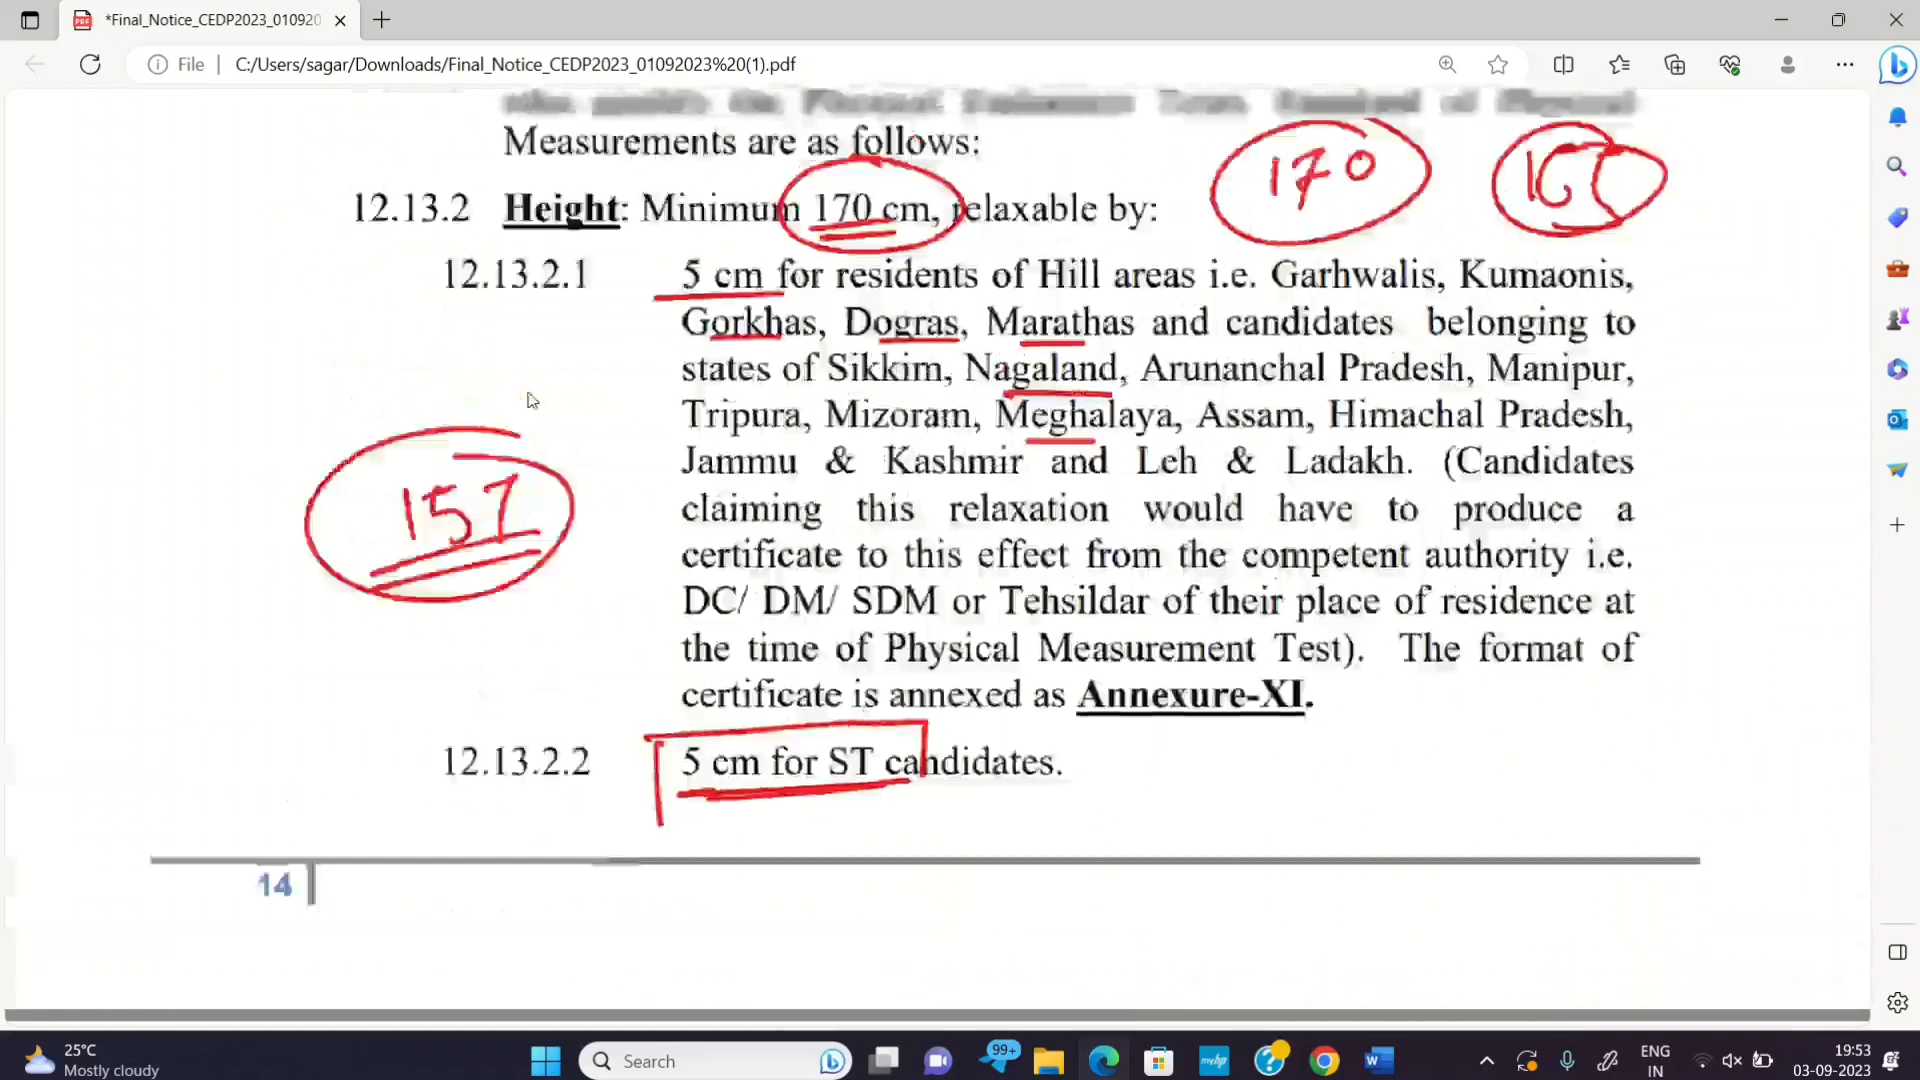 *Final_Notice_CEDP2023_010920
File
C:/Users/sagar/Downloads/Final_Notice_CEDP2023_01092023%20(1).pdf
Measurements are as follows:
170
12.13.2 Height: Minimum 170 cm, relaxable by:
12.13.2.1 5 cm for residents of Hill areas i.e. Garhwalis, Kumaonis,
Gorkhas, Dogras, Marathas and candidates belonging to
states of Sikkim, Nagaland, Arunanchal Pradesh, Manipur,
Tripura, Mizoram, Meghalaya, Assam, Himachal Pradesh,
Jammu & Kashmir and Leh & Ladakh. (Candidates
claiming this relaxation would have to produce a
certificate to this effect from the competent authority i.e.
DC/ DM/ SDM or Tehsildar of their place of residence at
the time of Physical Measurement Test). The format of
certificate is annexed as Annexure-XI.
157
12.13.2.2 5 cm for ST candidates.
14
25°C
Mostly cloudy
Search
99+
ENG
IN
19:53
03-09-2023